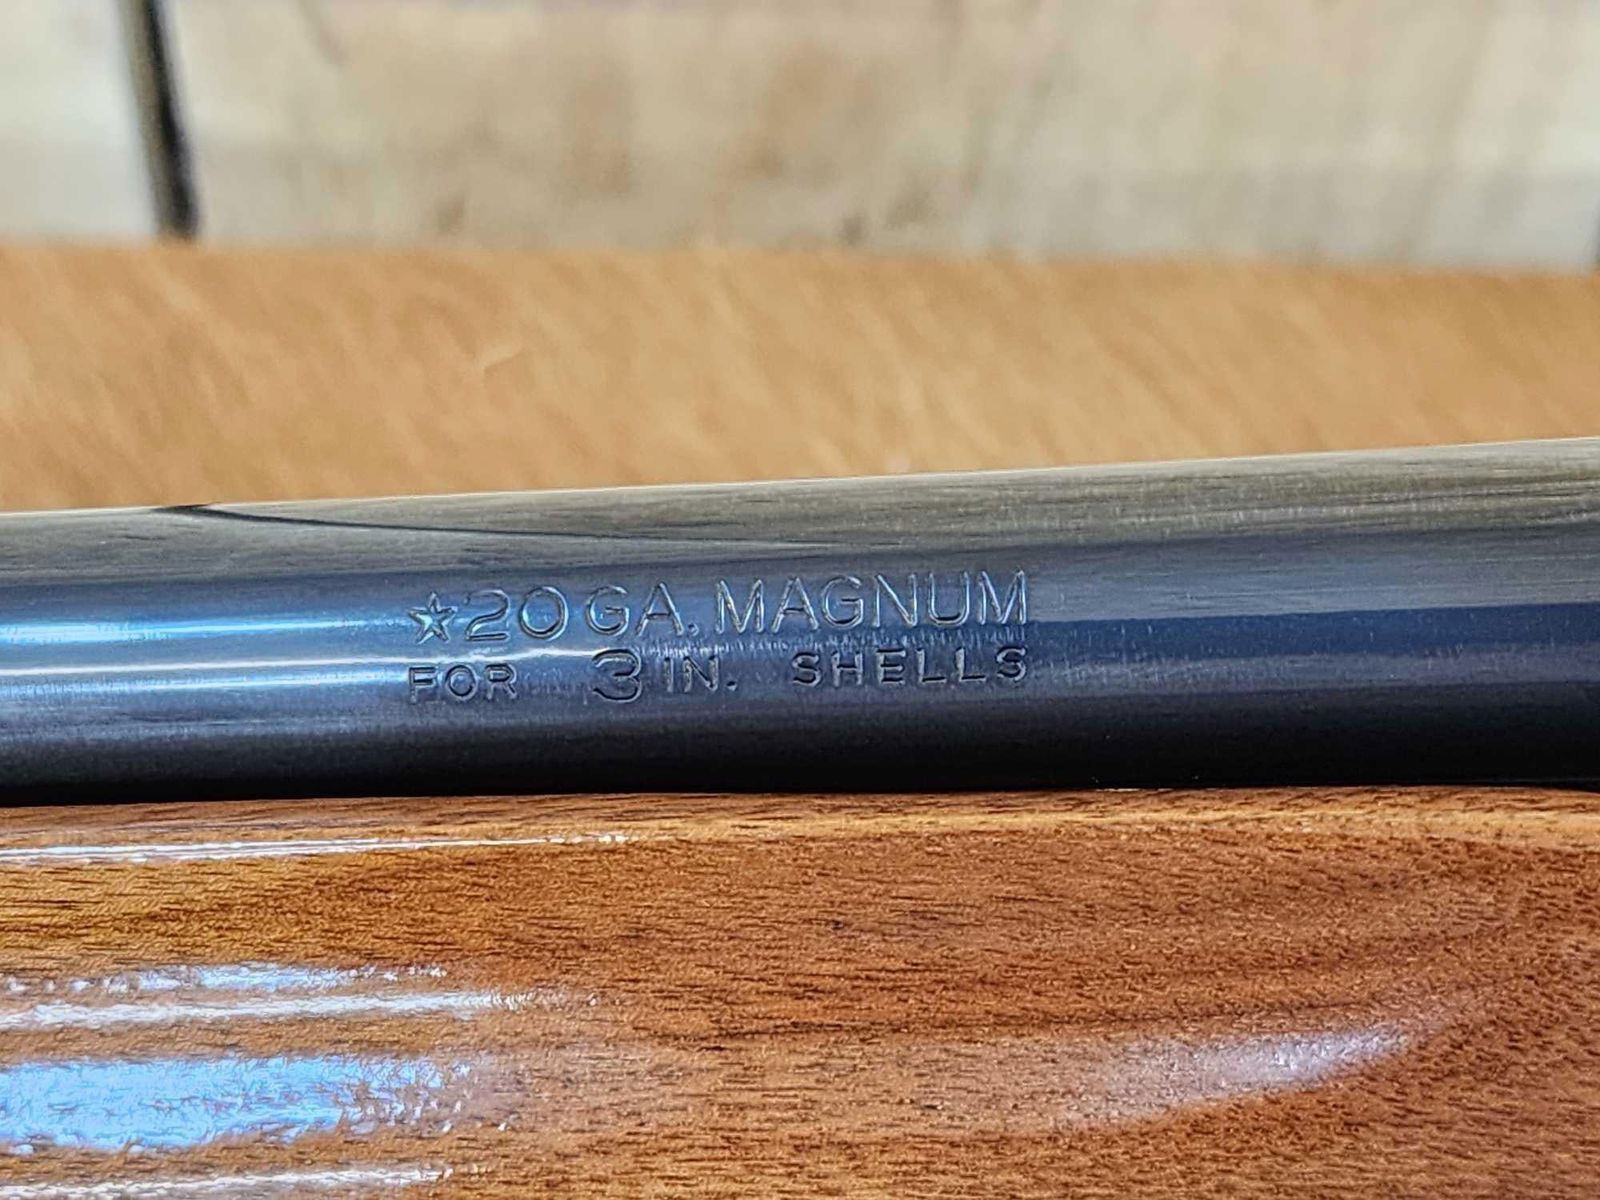 ☆20 GA. MAGNUM
FOR 3 IN. SHELLS